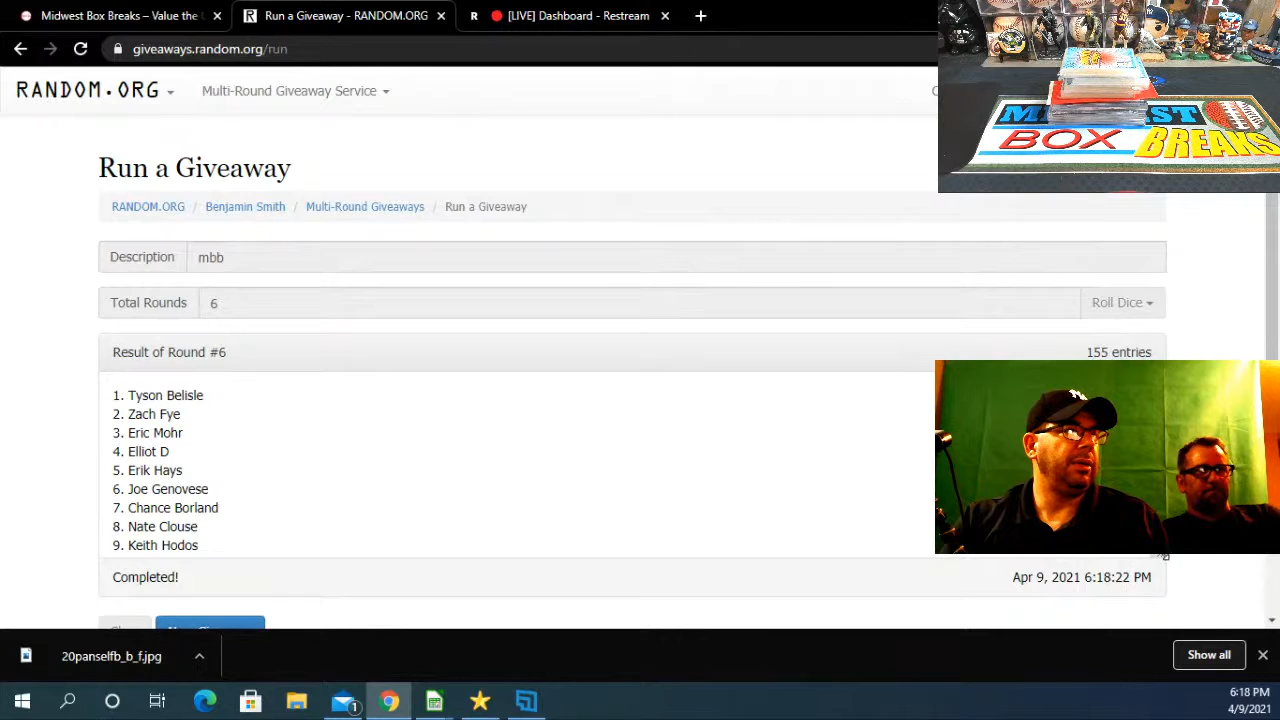 Midwest Box Breaks – Value the
Run a Giveaway - RANDOM.ORG
[LIVE] Dashboard - Restream
giveaways.random.org/run
RANDOM.ORG
Multi-Round Giveaway Service
BOX BREAKS
Run a Giveaway
RANDOM.ORG / Benjamin Smith / Multi-Round Giveaways / Run a Giveaway
Description mbb
Total Rounds 6 Roll Dice
Result of Round #6 155 entries
1. Tyson Belisle
2. Zach Fye
3. Eric Mohr
4. Elliot D
5. Erik Hays
6. Joe Genovese
7. Chance Borland
8. Nate Clouse
9. Keith Hodos
Completed! Apr 9, 2021 6:18:22 PM
20panselfb_b_f.jpg
Show all
1
6:18 PM
4/9/2021